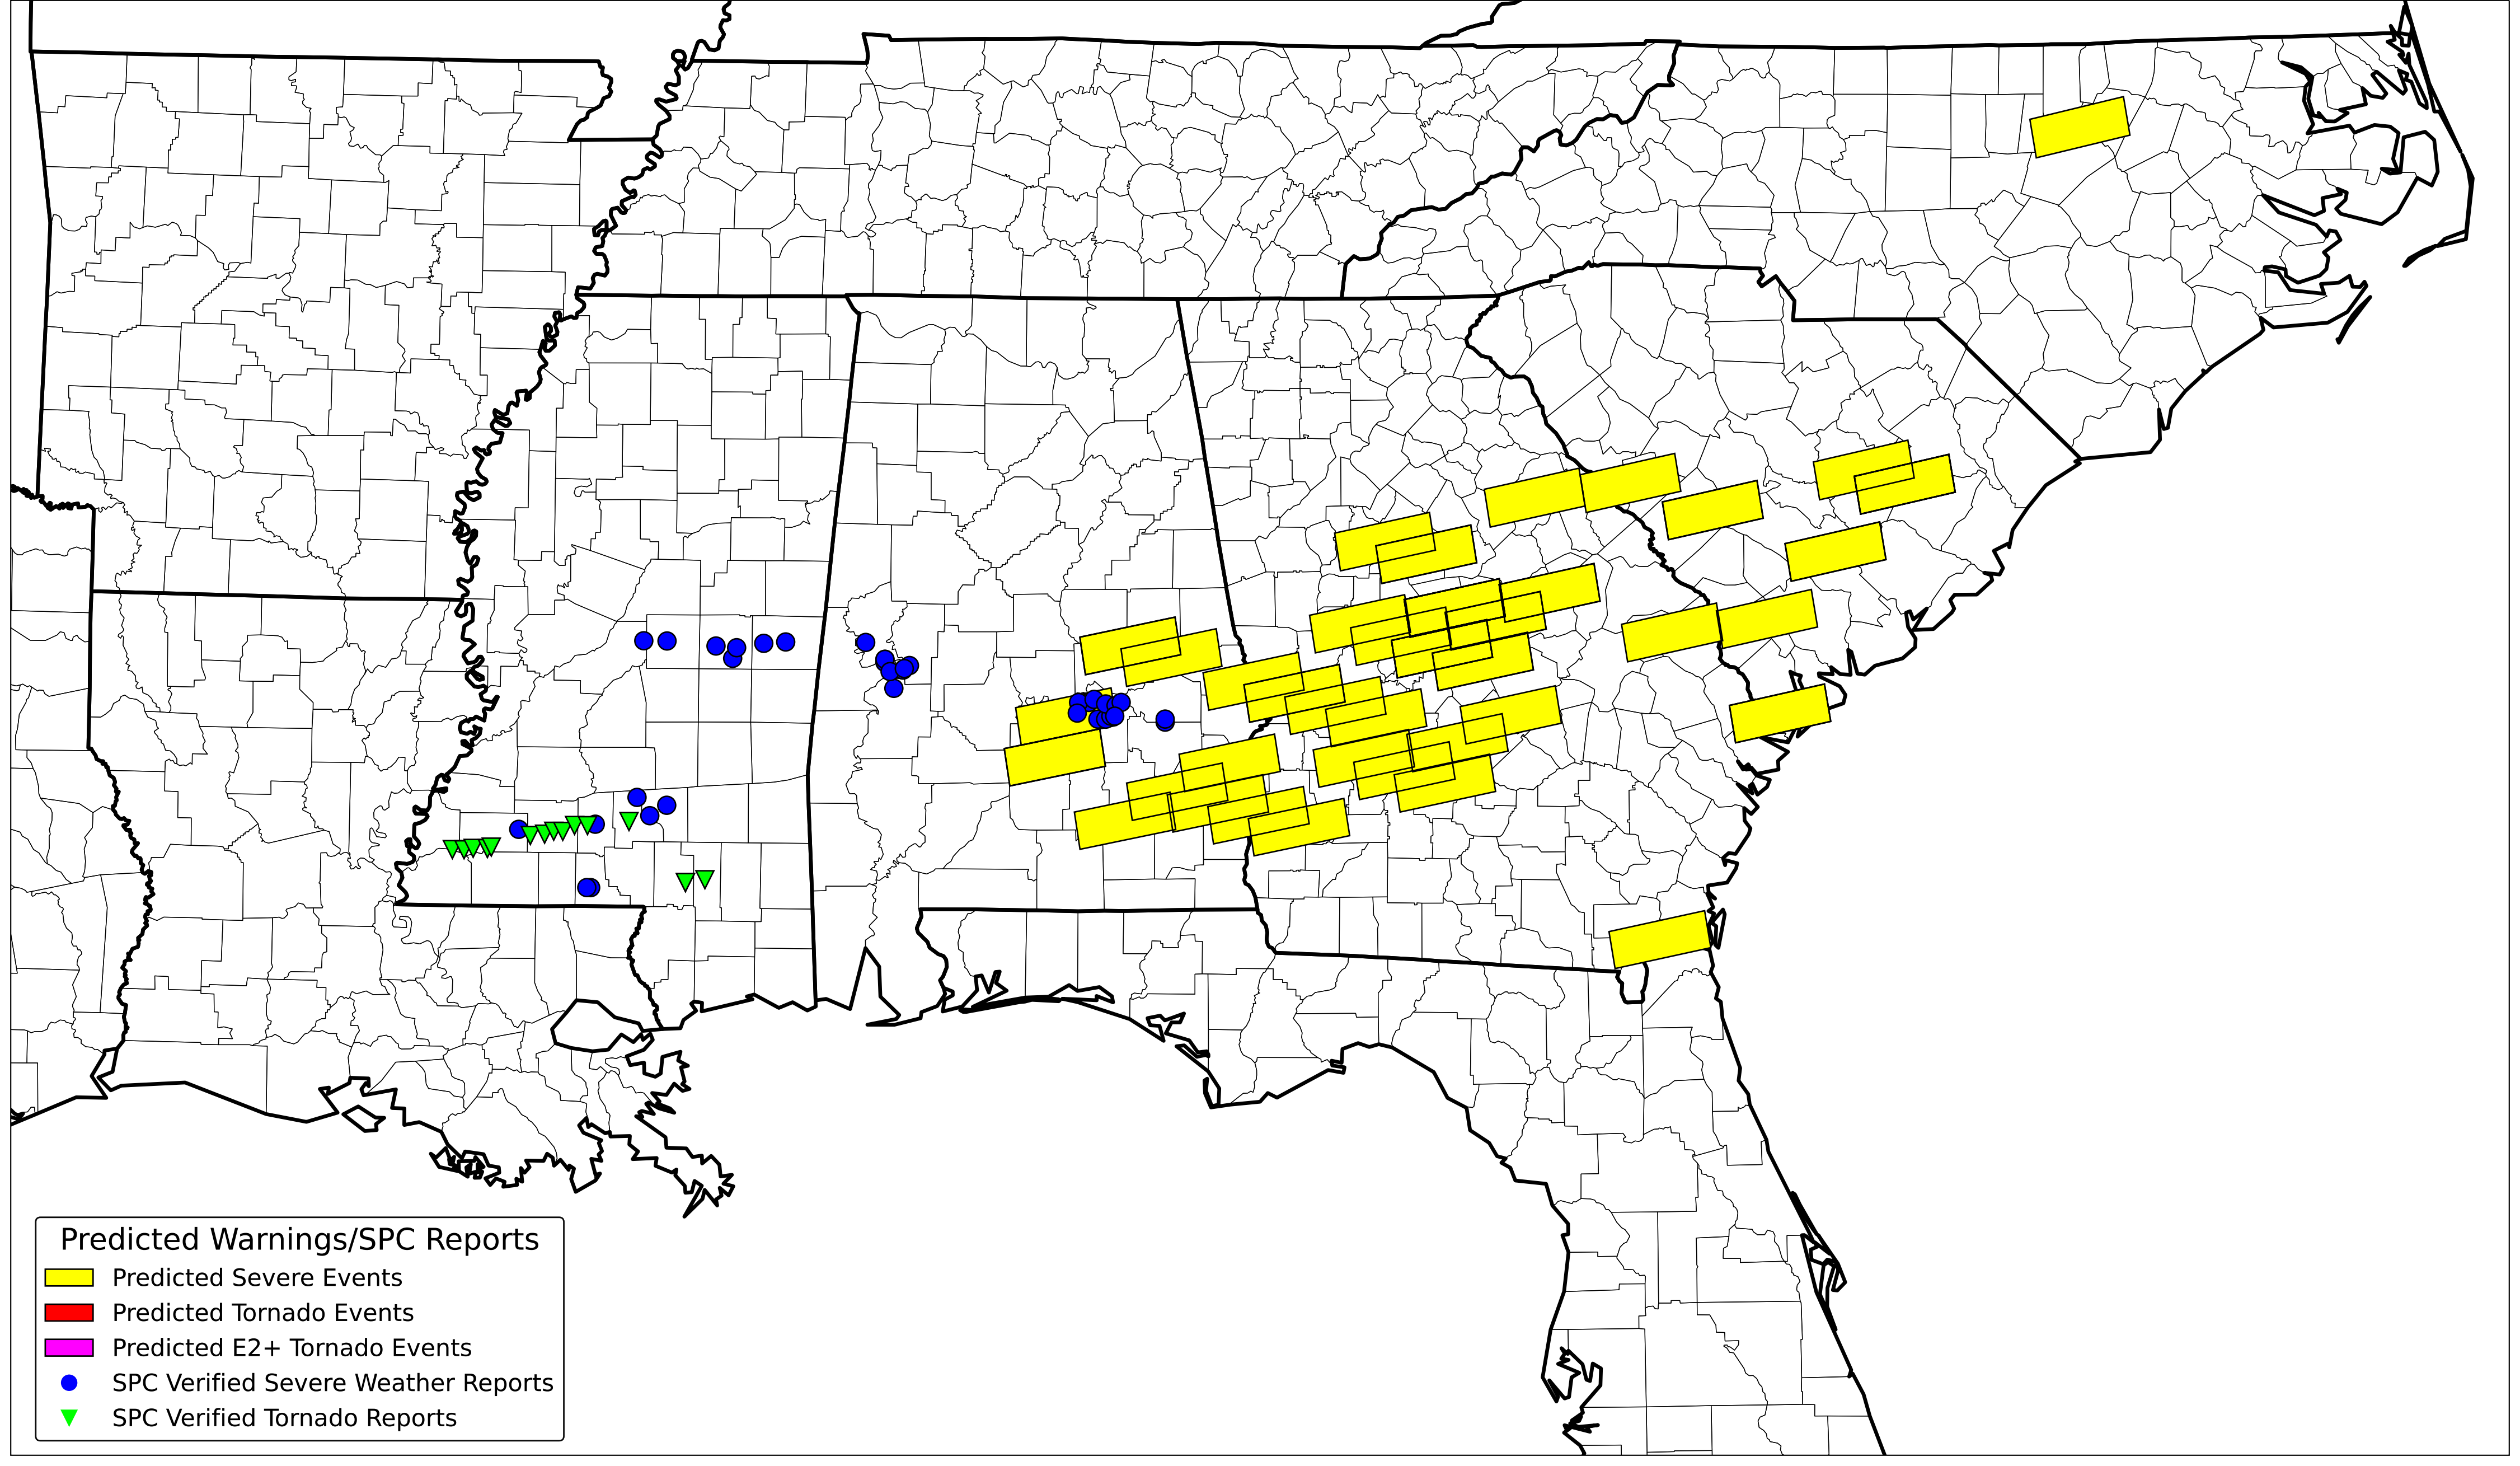 Predicted Warnings/SPC Reports
Predicted Severe Events
Predicted Tornado Events
Predicted E2+ Tornado Events
SPC Verified Severe Weather Reports
SPC Verified Tornado Reports